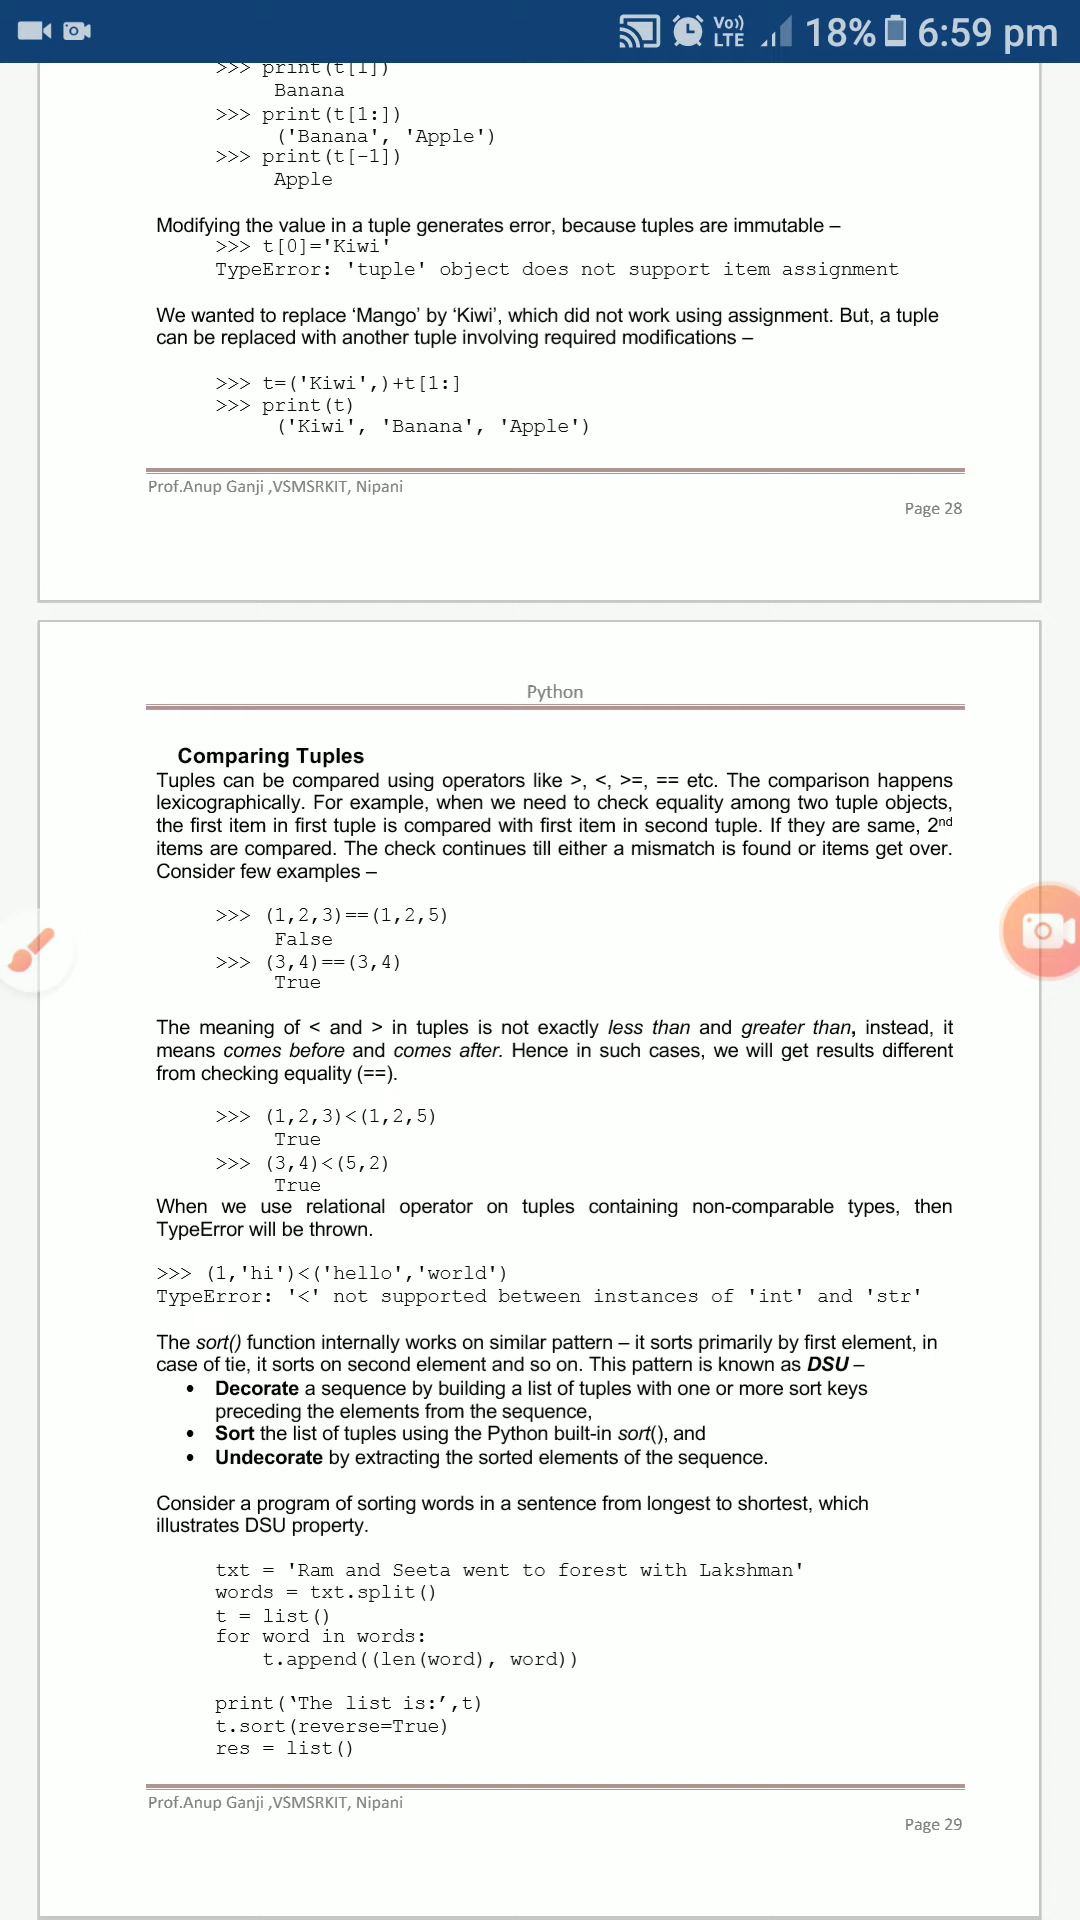 Vo))
LTE
18%
6:59 pm
>>> print(t[1])
Banana
>>> print(t[1:])
('Banana', 'Apple')
>>> print(t[-1])
Apple
Modifying the value in a tuple generates error, because tuples are immutable –
>>> t[0]='Kiwi'
TypeError: 'tuple' object does not support item assignment
We wanted to replace ‘Mango’ by ‘Kiwi’, which did not work using assignment. But, a tuple
can be replaced with another tuple involving required modifications –
>>> t=('Kiwi',)+t[1:]
>>> print(t)
('Kiwi', 'Banana', 'Apple')
Prof.Anup Ganji ,VSMSRKIT, Nipani
Page 28
Python
Comparing Tuples
Tuples can be compared using operators like >, <, >=, == etc. The comparison happens
lexicographically. For example, when we need to check equality among two tuple objects,
the first item in first tuple is compared with first item in second tuple. If they are same, 2nd
items are compared. The check continues till either a mismatch is found or items get over.
Consider few examples –
>>> (1,2,3)==(1,2,5)
False
>>> (3,4)==(3,4)
True
The meaning of < and > in tuples is not exactly less than and greater than, instead, it
means comes before and comes after. Hence in such cases, we will get results different
from checking equality (==).
>>> (1,2,3)<(1,2,5)
True
>>> (3,4)<(5,2)
True
When we use relational operator on tuples containing non-comparable types, then
TypeError will be thrown.
>>> (1,'hi')<('hello','world')
TypeError: '<' not supported between instances of 'int' and 'str'
The sort() function internally works on similar pattern – it sorts primarily by first element, in
case of tie, it sorts on second element and so on. This pattern is known as DSU –
• Decorate a sequence by building a list of tuples with one or more sort keys
preceding the elements from the sequence,
• Sort the list of tuples using the Python built-in sort(), and
• Undecorate by extracting the sorted elements of the sequence.
Consider a program of sorting words in a sentence from longest to shortest, which
illustrates DSU property.
txt = 'Ram and Seeta went to forest with Lakshman'
words = txt.split()
t = list()
for word in words:
t.append((len(word), word))
print(‘The list is:’,t)
t.sort(reverse=True)
res = list()
Prof.Anup Ganji ,VSMSRKIT, Nipani
Page 29